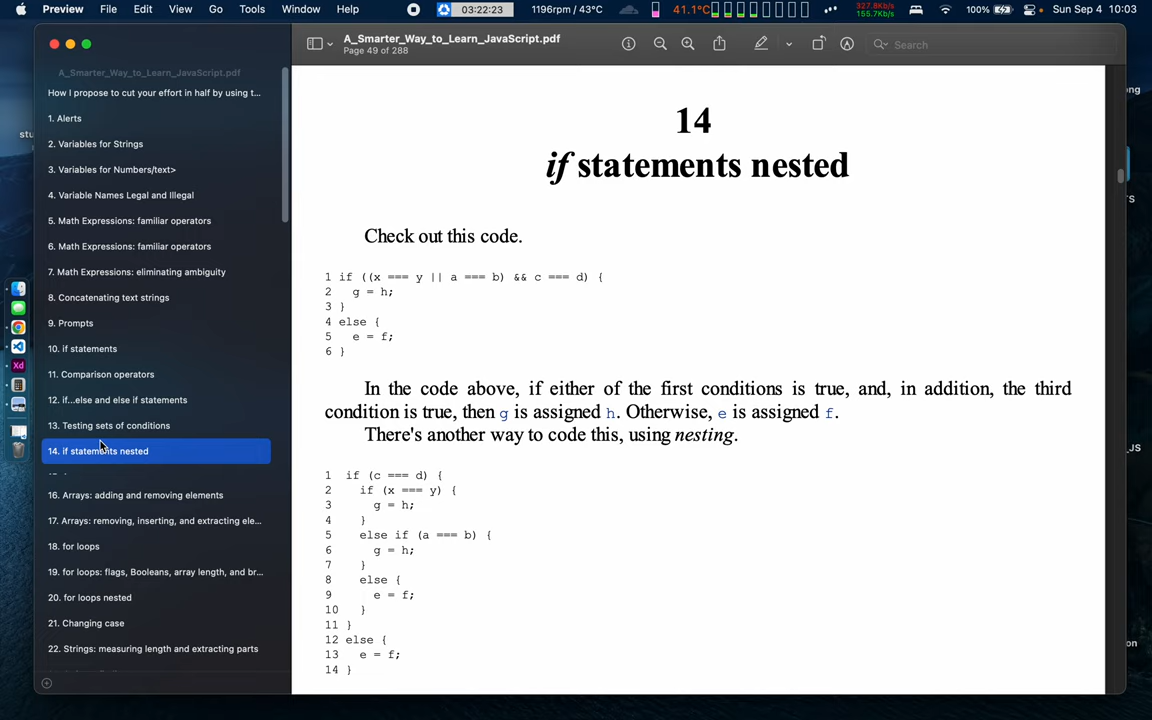 Preview File Edit View Go Tools Window Help 03:22:23 1196rpm / 43°C 41.1°C 327.8Kb/s 155.7Kb/s 100% Sun Sep 4 10:03
A_Smarter_Way_to_Learn_JavaScript.pdf
Page 49 of 288
Search
A_Smarter_Way_to_Learn_JavaScript.pdf
How I propose to cut your effort in half by using t...
1. Alerts
2. Variables for Strings
3. Variables for Numbers/text>
4. Variable Names Legal and Illegal
5. Math Expressions: familiar operators
6. Math Expressions: familiar operators
7. Math Expressions: eliminating ambiguity
8. Concatenating text strings
9. Prompts
10. if statements
11. Comparison operators
12. if...else and else if statements
13. Testing sets of conditions
14. if statements nested
16. Arrays: adding and removing elements
17. Arrays: removing, inserting, and extracting ele...
18. for loops
19. for loops: flags, Booleans, array length, and br...
20. for loops nested
21. Changing case
22. Strings: measuring length and extracting parts
14
if statements nested
Check out this code.
1 if ((x === y || a === b) && c === d) {
2   g = h;
3 }
4 else {
5   e = f;
6 }
In the code above, if either of the first conditions is true, and, in addition, the third
condition is true, then g is assigned h. Otherwise, e is assigned f.
There's another way to code this, using nesting.
1  if (c === d) {
2    if (x === y) {
3      g = h;
4    }
5    else if (a === b) {
6      g = h;
7    }
8    else {
9      e = f;
10   }
11 }
12 else {
13   e = f;
14 }